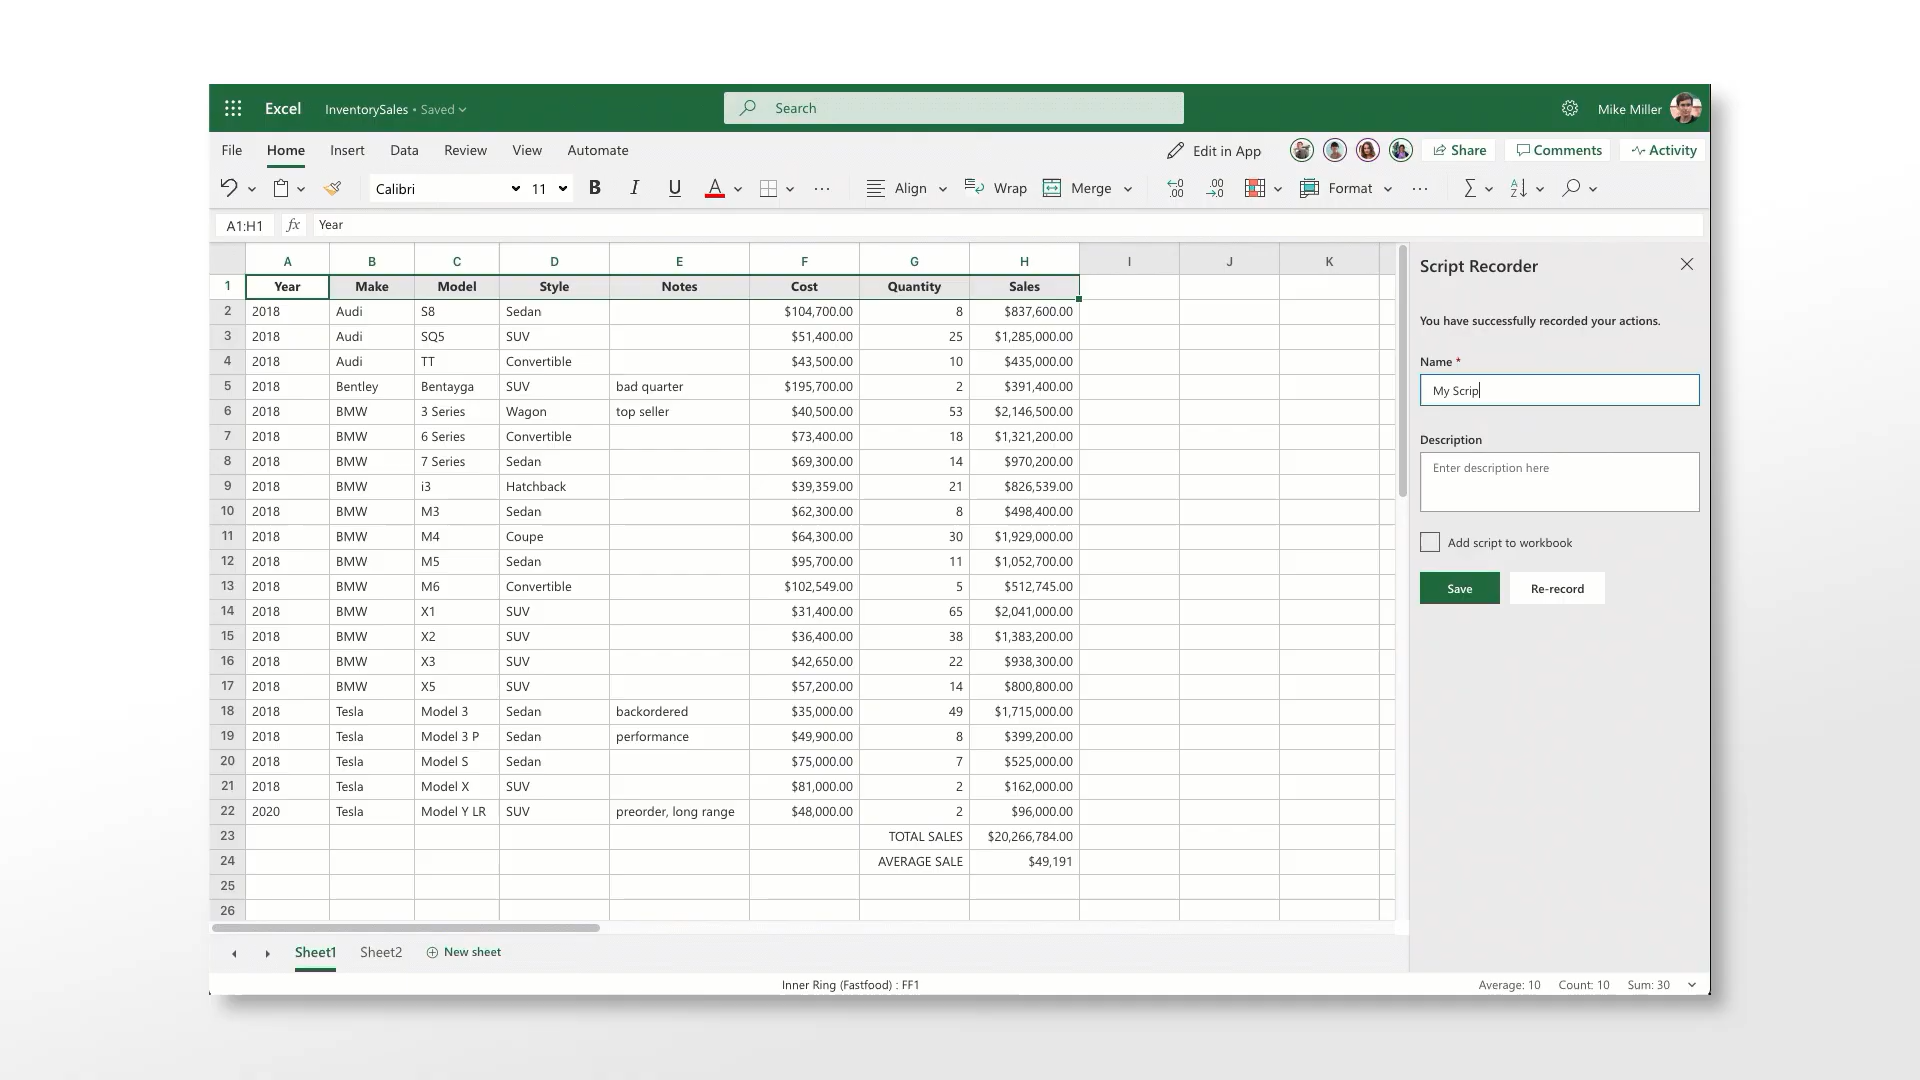 Excel InventorySales • Saved Search Mike Miller
File Home Insert Data Review View Automate Edit in App Share Comments Activity
Calibri 11 B I U A Align Wrap Merge Format
A1:H1 fx Year
A B C D E F G H I J K
1 Year Make Model Style Notes Cost Quantity Sales
2 2018 Audi S8 Sedan $104,700.00 8 $837,600.00
3 2018 Audi SQ5 SUV $51,400.00 25 $1,285,000.00
4 2018 Audi TT Convertible $43,500.00 10 $435,000.00
5 2018 Bentley Bentayga SUV bad quarter $195,700.00 2 $391,400.00
6 2018 BMW 3 Series Wagon top seller $40,500.00 53 $2,146,500.00
7 2018 BMW 6 Series Convertible $73,400.00 18 $1,321,200.00
8 2018 BMW 7 Series Sedan $69,300.00 14 $970,200.00
9 2018 BMW i3 Hatchback $39,359.00 21 $826,539.00
10 2018 BMW M3 Sedan $62,300.00 8 $498,400.00
11 2018 BMW M4 Coupe $64,300.00 30 $1,929,000.00
12 2018 BMW M5 Sedan $95,700.00 11 $1,052,700.00
13 2018 BMW M6 Convertible $102,549.00 5 $512,745.00
14 2018 BMW X1 SUV $31,400.00 65 $2,041,000.00
15 2018 BMW X2 SUV $36,400.00 38 $1,383,200.00
16 2018 BMW X3 SUV $42,650.00 22 $938,300.00
17 2018 BMW X5 SUV $57,200.00 14 $800,800.00
18 2018 Tesla Model 3 Sedan backordered $35,000.00 49 $1,715,000.00
19 2018 Tesla Model 3 P Sedan performance $49,900.00 8 $399,200.00
20 2018 Tesla Model S Sedan $75,000.00 7 $525,000.00
21 2018 Tesla Model X SUV $81,000.00 2 $162,000.00
22 2020 Tesla Model Y LR SUV preorder, long range $48,000.00 2 $96,000.00
23 TOTAL SALES $20,266,784.00
24 AVERAGE SALE $49,191
25
26
Script Recorder
You have successfully recorded your actions.
Name *
My Scrip
Description
Enter description here
Add script to workbook
Save Re-record
Sheet1 Sheet2 New sheet
Inner Ring (Fastfood) : FF1 Average: 10 Count: 10 Sum: 30